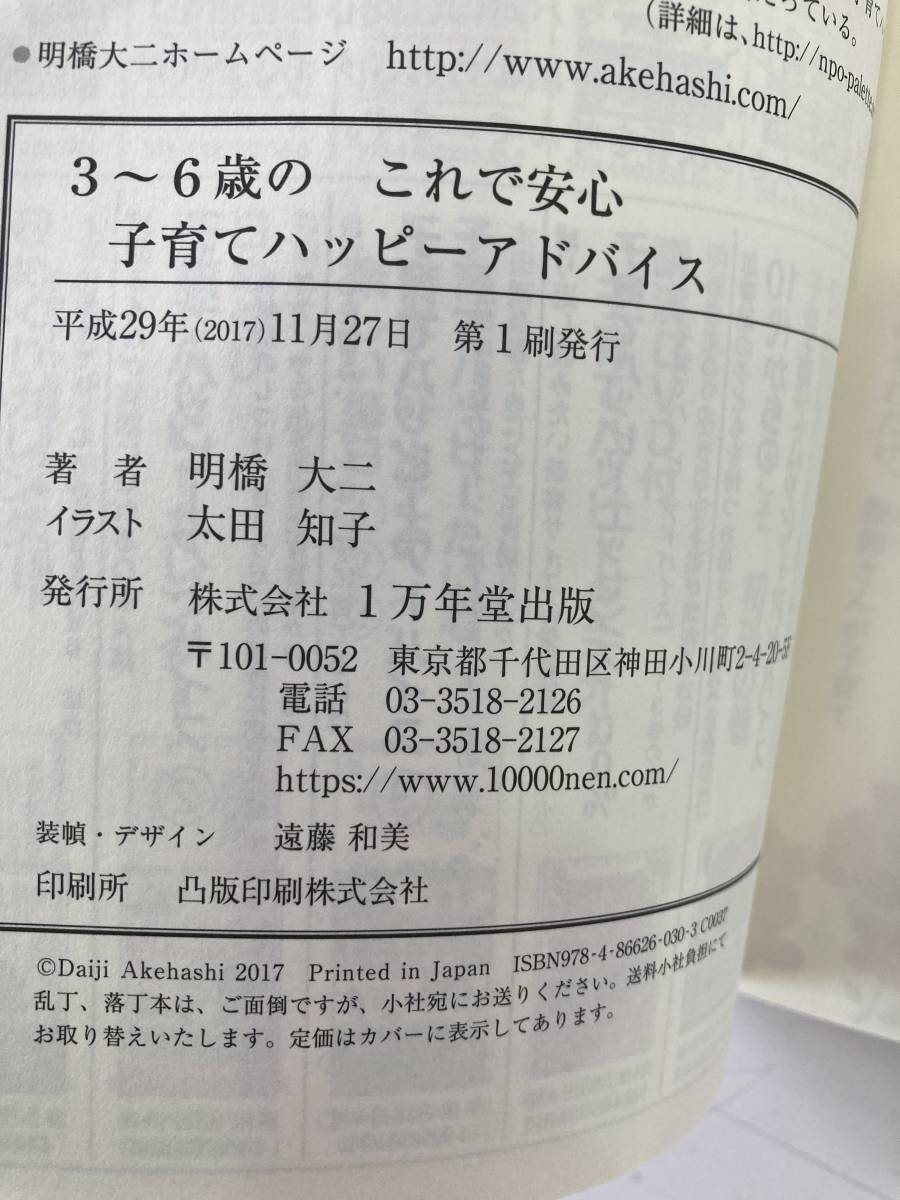 っている。
(詳細は、http://npo-palette
●明橋大二ホームページ http://www.akehashi.com/
3~6歳の これで安心
子育てハッピーアドバイス
平成29年(2017)11月27日 第1刷発行
著者 明橋 大二
イラスト 太田 知子
発行所 株式会社 1万年堂出版
〒101-0052 東京都千代田区神田小川町2-4-20-5F
電話 03-3518-2126
FAX 03-3518-2127
https://www.10000nen.com/
装幀・デザイン 遠藤 和美
印刷所 凸版印刷株式会社
©Daiji Akehashi 2017 Printed in Japan ISBN978-4-86626-030-3 C0037
乱丁、落丁本は、ご面倒ですが、小社宛にお送りください。送料小社負担にて
お取り替えいたします。定価はカバーに表示してあります。